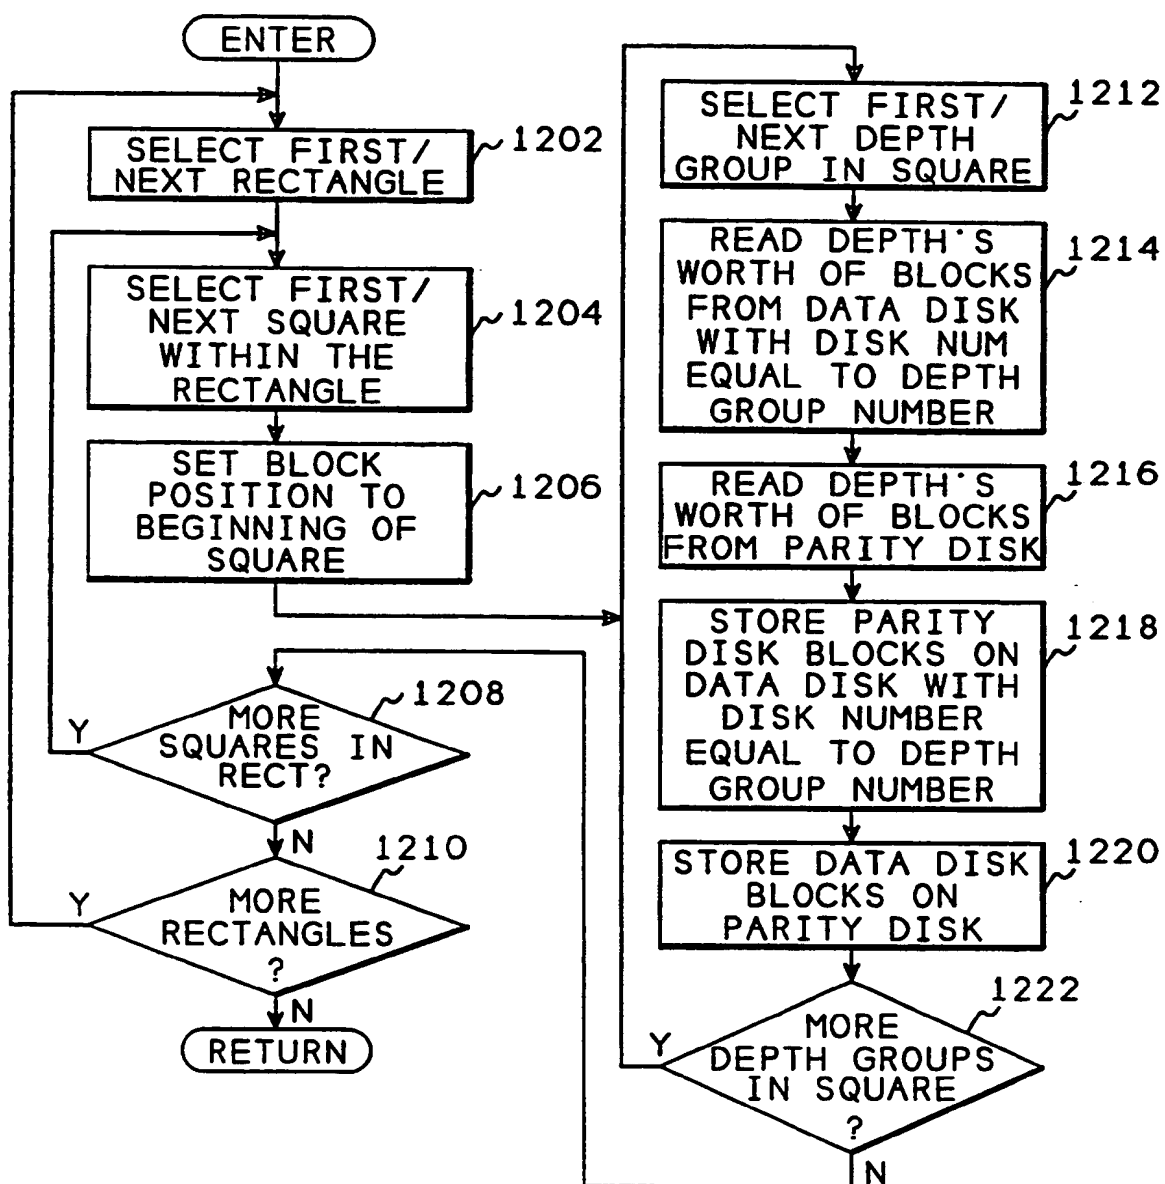 ENTER
SELECT FIRST/
NEXT RECTANGLE
1202
SELECT FIRST/
NEXT SQUARE
WITHIN THE
RECTANGLE
1204
SET BLOCK
POSITION TO
BEGINNING OF
SQUARE
1206
MORE
SQUARES IN
RECT?
1208
Y
N
MORE
RECTANGLES
?
1210
Y
N
RETURN
SELECT FIRST/
NEXT DEPTH
GROUP IN SQUARE
1212
READ DEPTH'S
WORTH OF BLOCKS
FROM DATA DISK
WITH DISK NUM
EQUAL TO DEPTH
GROUP NUMBER
1214
READ DEPTH'S
WORTH OF BLOCKS
FROM PARITY DISK
1216
STORE PARITY
DISK BLOCKS ON
DATA DISK WITH
DISK NUMBER
EQUAL TO DEPTH
GROUP NUMBER
1218
STORE DATA DISK
BLOCKS ON
PARITY DISK
1220
MORE
DEPTH GROUPS
IN SQUARE
?
1222
Y
N